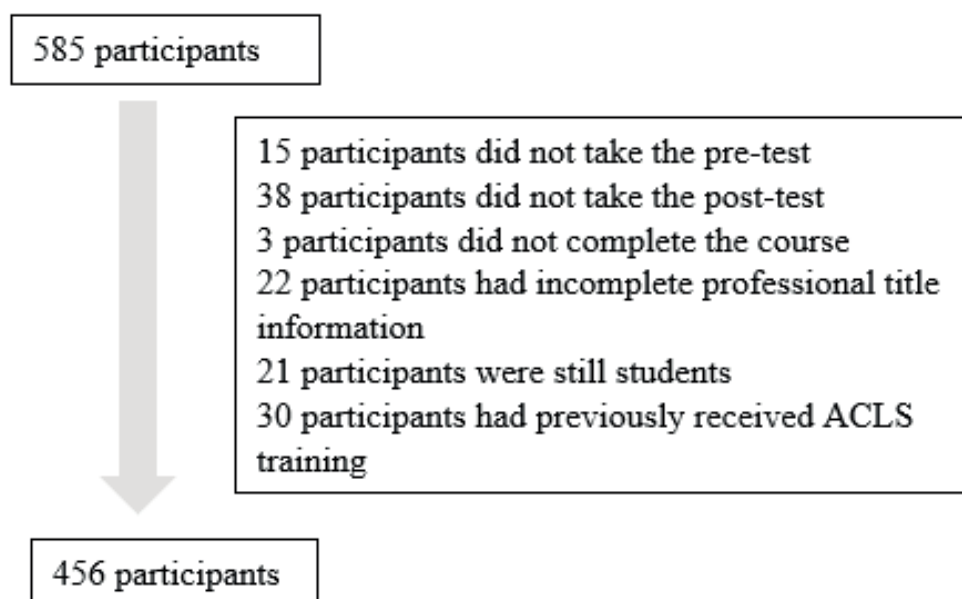 585 participants
15 participants did not take the pre-test
38 participants did not take the post-test
3 participants did not complete the course
22 participants had incomplete professional title
information
21 participants were still students
30 participants had previously received ACLS
training
456 participants